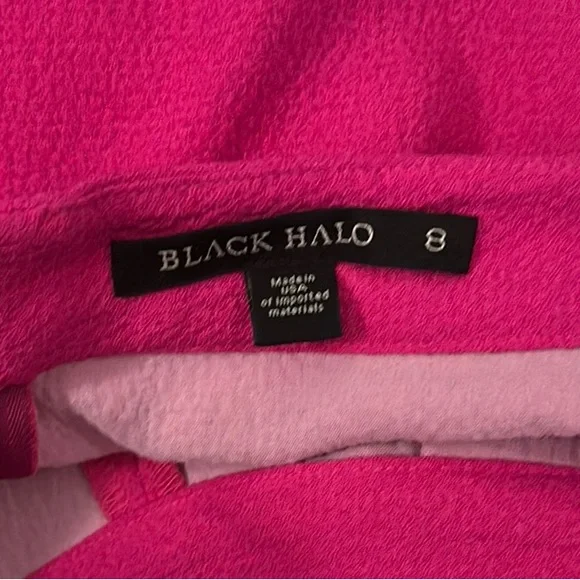 BLACK HALO 8
Made in
USA
of imported
materials